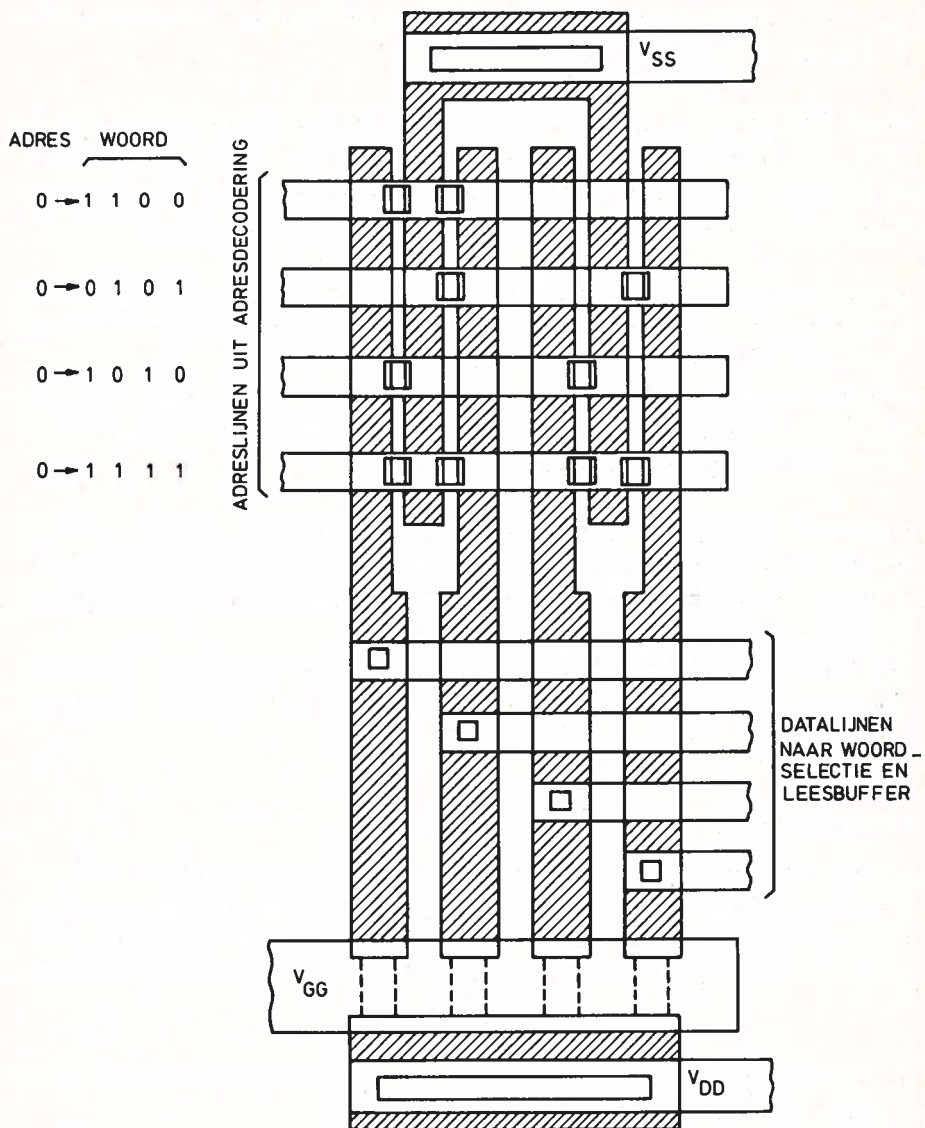 V_SS
ADRES WOORD
0→1 1 0 0
0→0 1 0 1
0→1 0 1 0
0→1 1 1 1
ADRESLIJNEN UIT ADRESDECODERING
DATALIJNEN
NAAR WOORD_
SELECTIE EN
LEESBUFFER
V_GG
V_DD